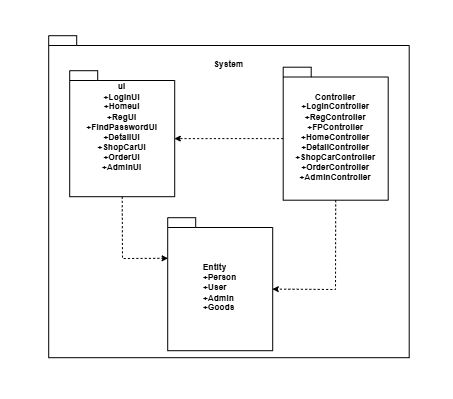 System
ui
+LoginUI
+Homeui
+RegUI
+FindPasswordUI
+DetailUI
+ShopCarUI
+OrderUI
+AdminUI
Controller
+LoginController
+RegController
+FPController
+HomeController
+DetailController
+ShopCarController
+OrderController
+AdminController
Entity
+Person
+User
+Admin
+Goods